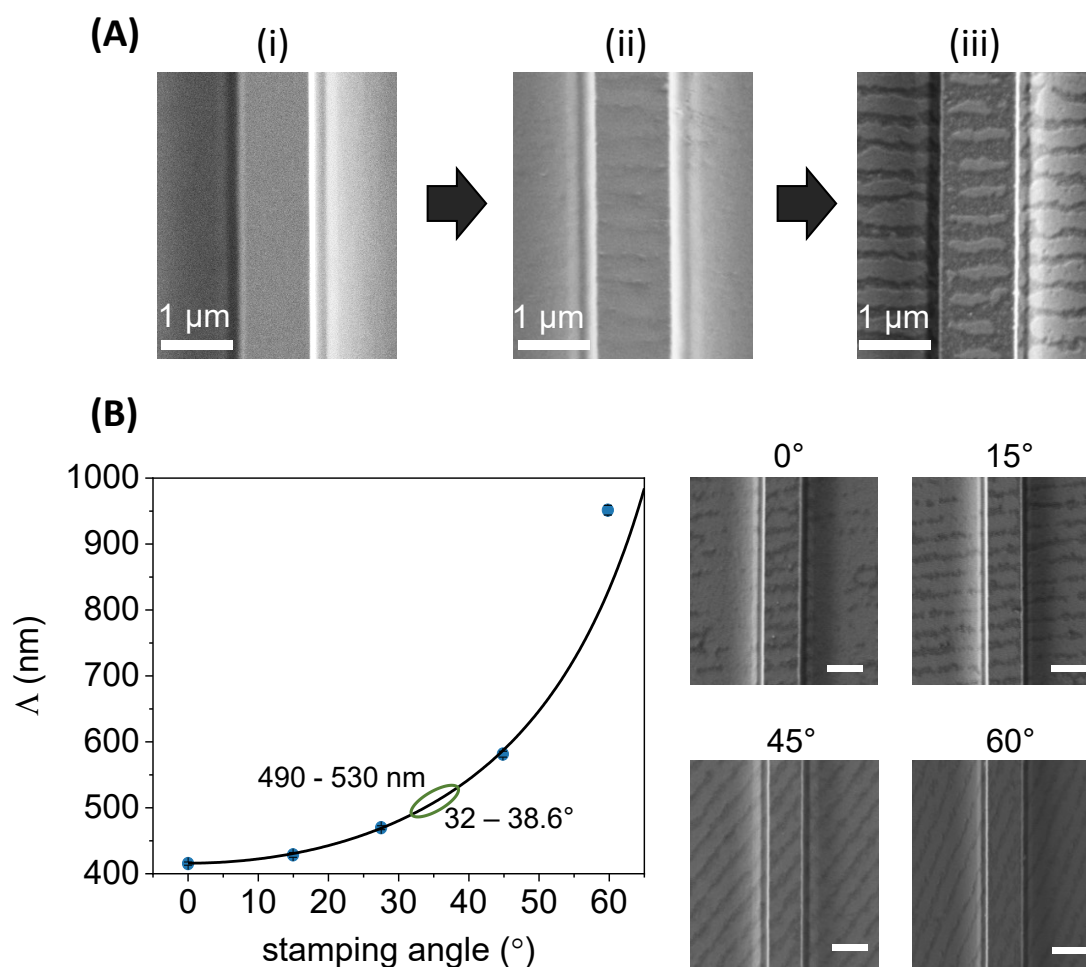 (A)
(i)
(ii)
(iii)
1 μm
1 μm
1 μm
(B)
1000
900
800
700
600
500
400
Λ (nm)
490 - 530 nm
32 – 38.6°
0
10
20
30
40
50
60
stamping angle (°)
0°
15°
45°
60°